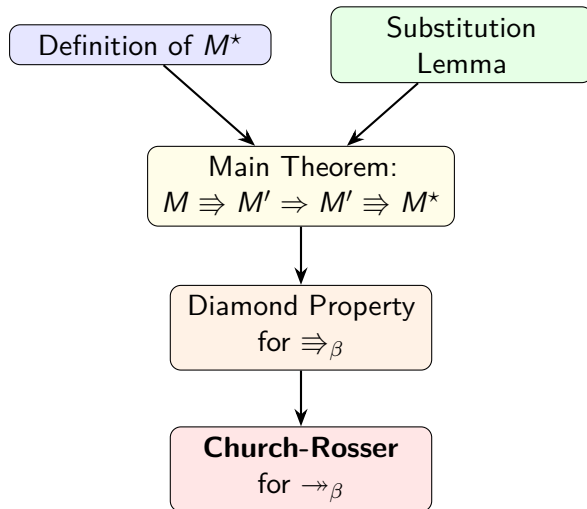 Definition of M⋆
Substitution
Lemma
Main Theorem:
M ⇛ M′ ⇒ M′ ⇛ M⋆
Diamond Property
for ⇛β
Church-Rosser
for ↠β